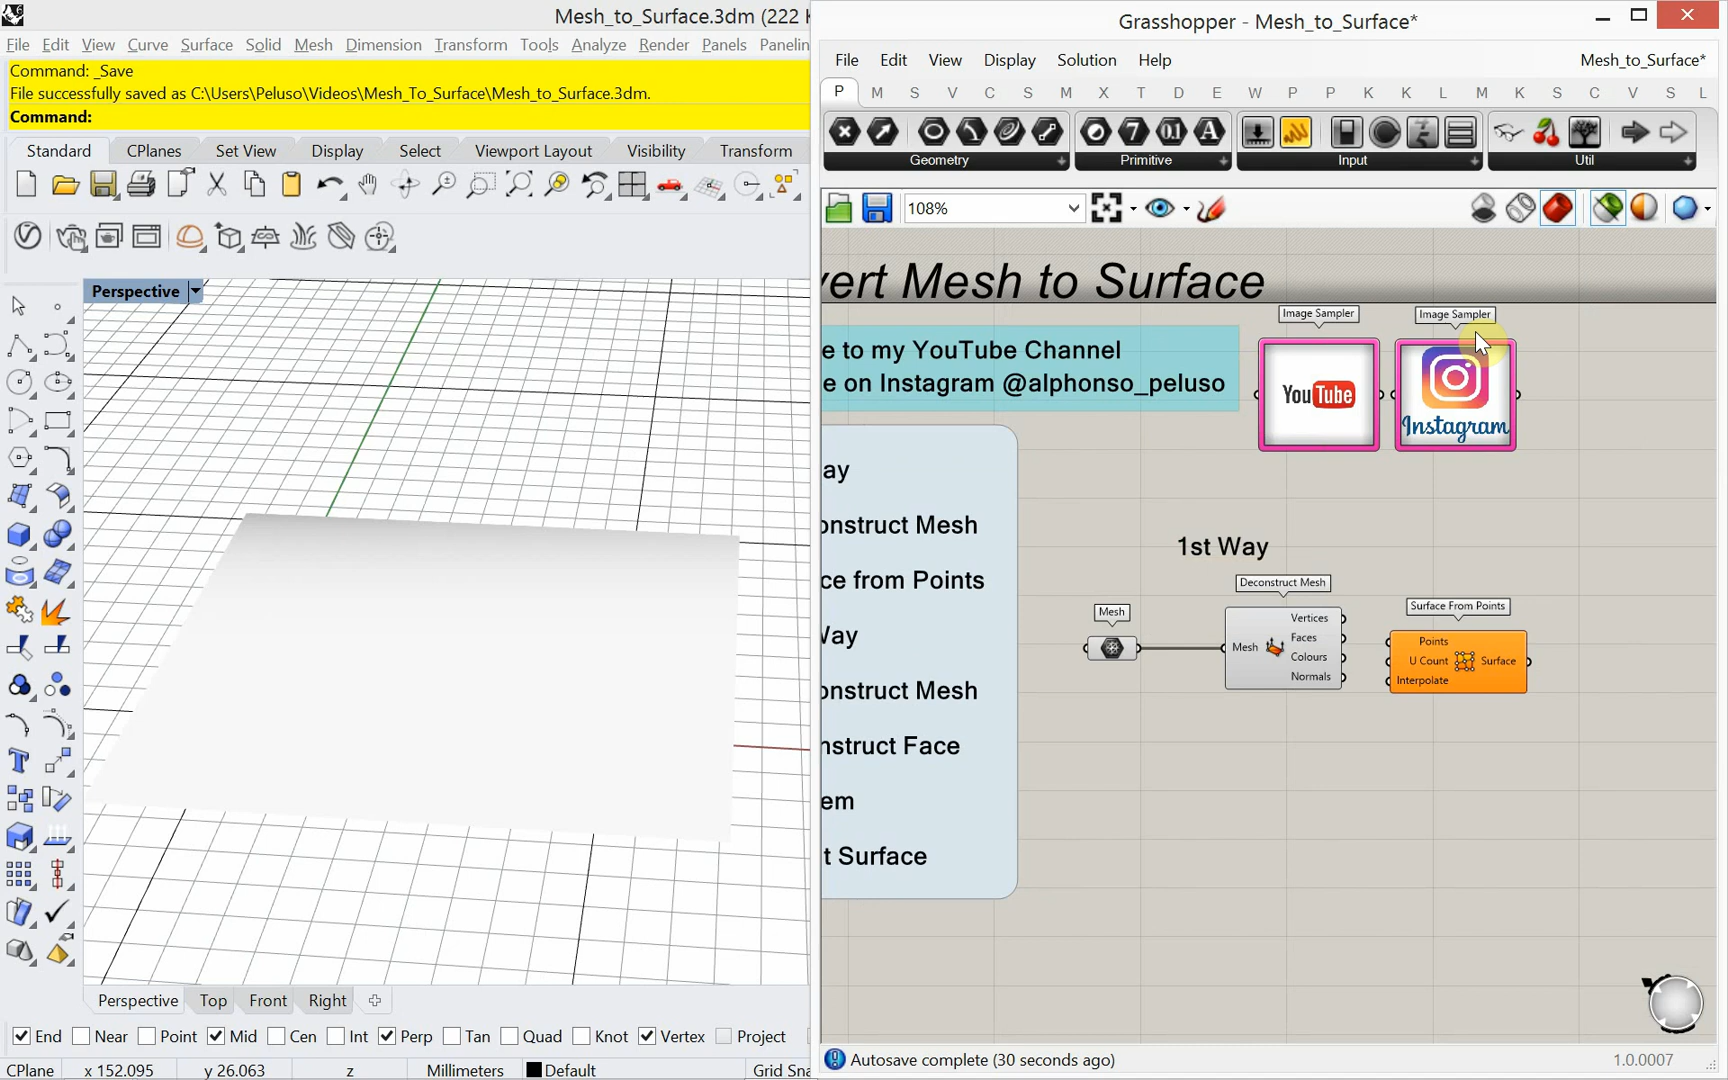 Mesh_to_Surface.3dm (222 K
File Edit View Curve Surface Solid Mesh Dimension Transform Tools Analyze Render Panels Panelin
Command: _Save
File successfully saved as C:\Users\Peluso\Videos\Mesh_To_Surface\Mesh_to_Surface.3dm.
Command:
Standard CPlanes Set View Display Select Viewport Layout Visibility Transform
Perspective
Perspective Top Front Right
End Near Point Mid Cen Int Perp Tan Quad Knot Vertex Project
CPlane x 152.095 y 26.063 z Millimeters Default Grid Sna
Grasshopper - Mesh_to_Surface*
File Edit View Display Solution Help Mesh_to_Surface*
P M S V C S M X T D E W P P K K L M K S C V S L
Geometry Primitive Input Util
108%
vert Mesh to Surface
e to my YouTube Channel
e on Instagram @alphonso_peluso
Image Sampler Image Sampler
YouTube
Instagram
ay
onstruct Mesh
ce from Points
Way
onstruct Mesh
nstruct Face
em
t Surface
1st Way
Mesh
Deconstruct Mesh
Mesh
Vertices
Faces
Colours
Normals
Surface From Points
Points
U Count
Interpolate
Surface
Autosave complete (30 seconds ago) 1.0.0007